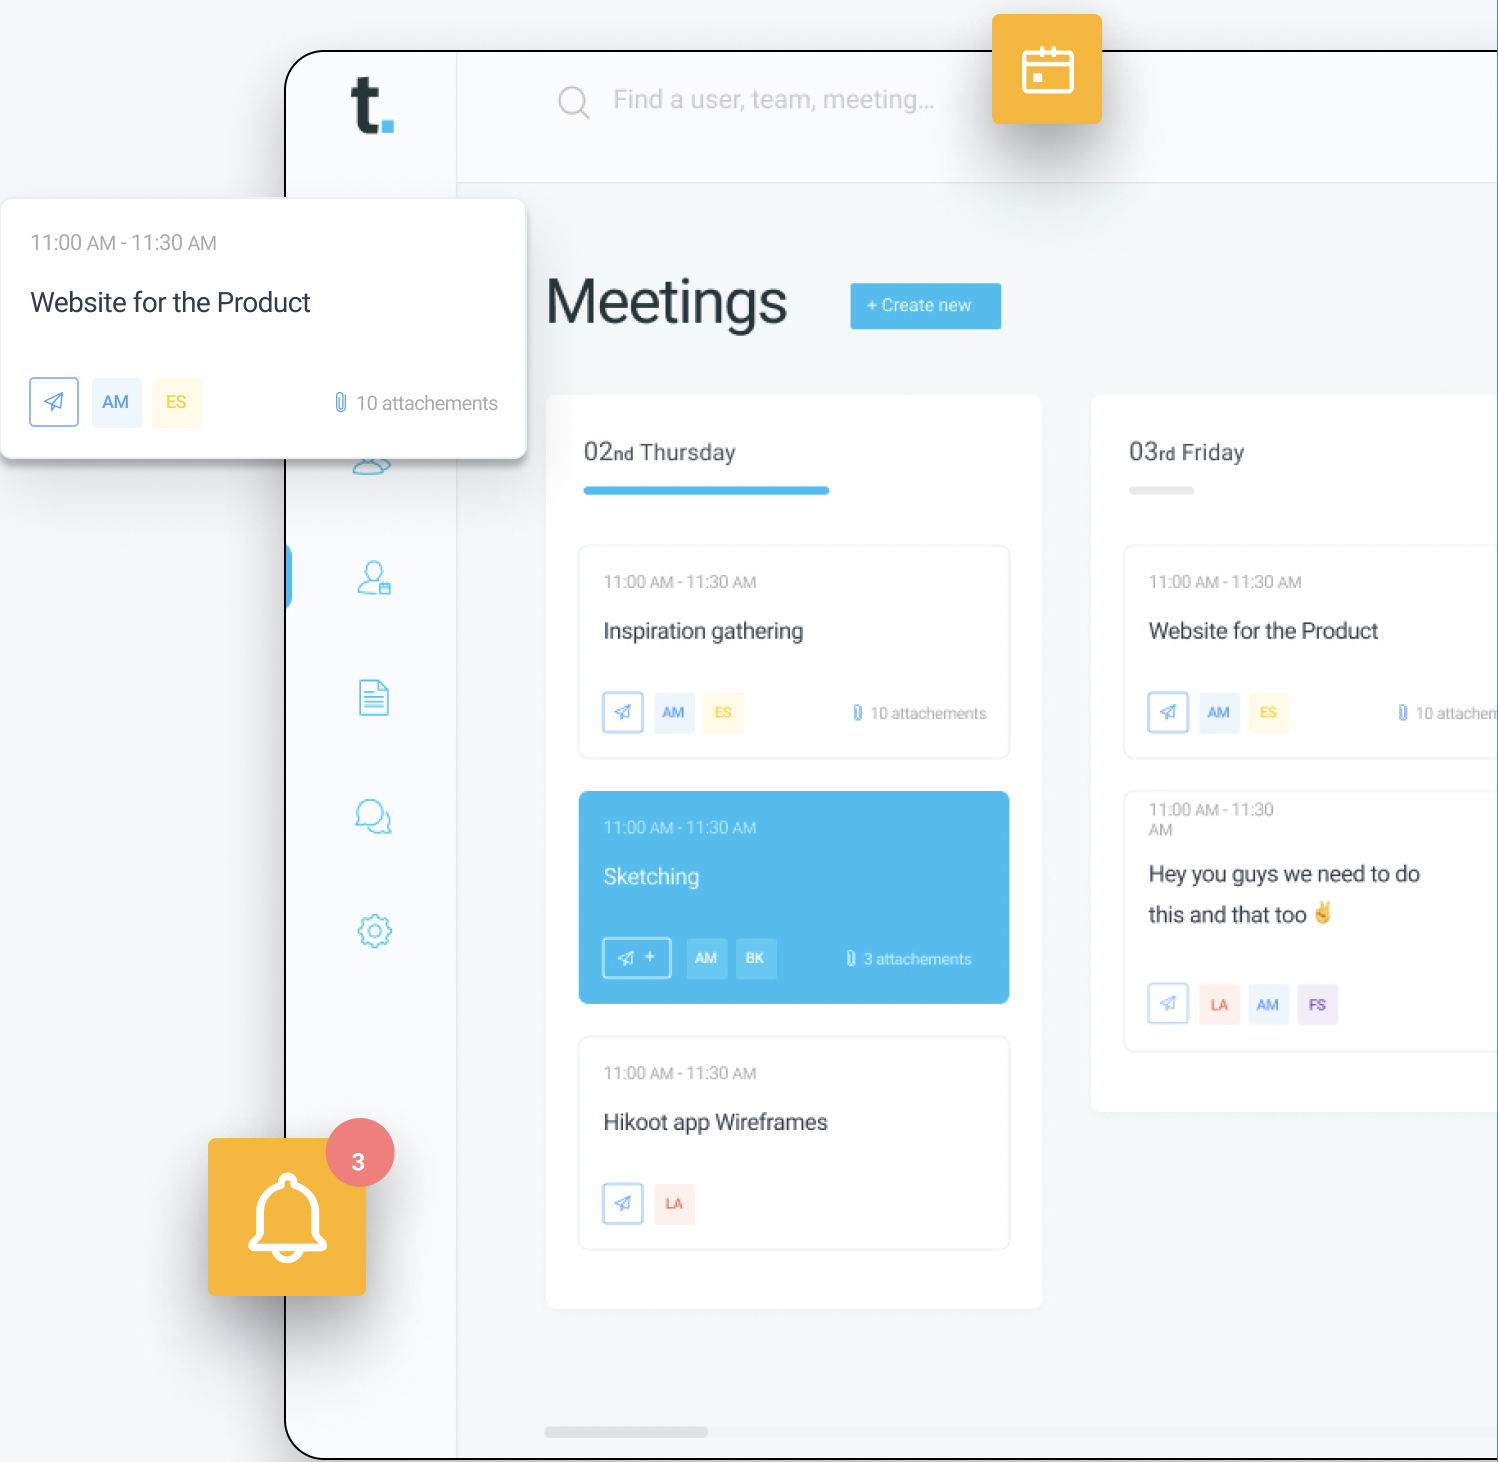 t.
Find a user, team, meeting...
11:00 AM - 11:30 AM
Website for the Product
AM
ES
10 attachements
Meetings
+ Create new
02nd Thursday
11:00 AM - 11:30 AM
Inspiration gathering
AM
ES
10 attachements
11:00 AM - 11:30 AM
Sketching
+
AM
BK
3 attachements
11:00 AM - 11:30 AM
Hikoot app Wireframes
LA
03rd Friday
11:00 AM - 11:30 AM
Website for the Product
AM
ES
10 attachem
11:00 AM - 11:30
AM
Hey you guys we need to do
this and that too ✌
LA
AM
FS
3